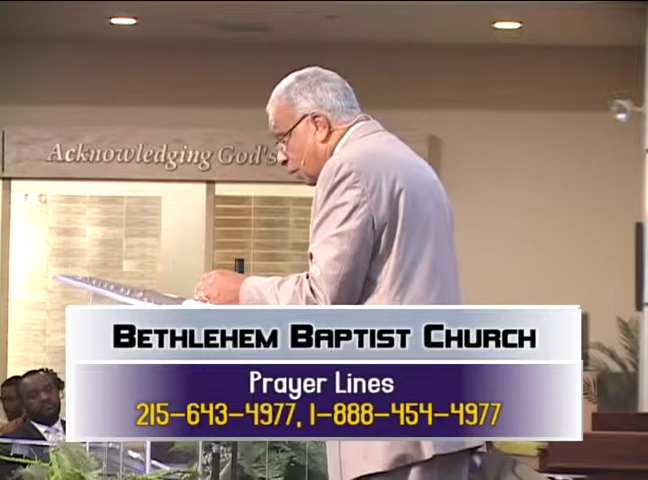 Acknowledging God's
Bethlehem Baptist Church
Prayer Lines
215-643-4977, 1-888-454-4977